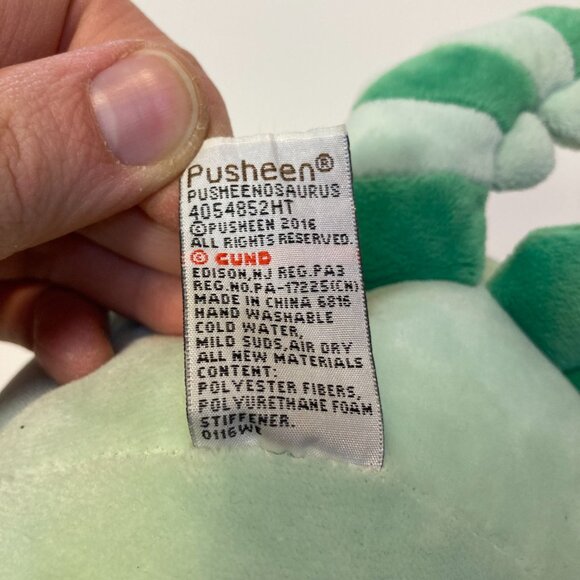 Pusheen®
PUSHEENOSAURUS
4054852HT
©PUSHEEN 2016
ALL RIGHTS RESERVED.
© GUND
EDISON, NJ REG.PA3
REG.NO.PA-17225(CN)
MADE IN CHINA 6816
HAND WASHABLE
COLD WATER,
MILD SUDS,AIR DRY
ALL NEW MATERIALS
CONTENT:
POLYESTER FIBERS,
POLYURETHANE FOAM
STIFFENER.